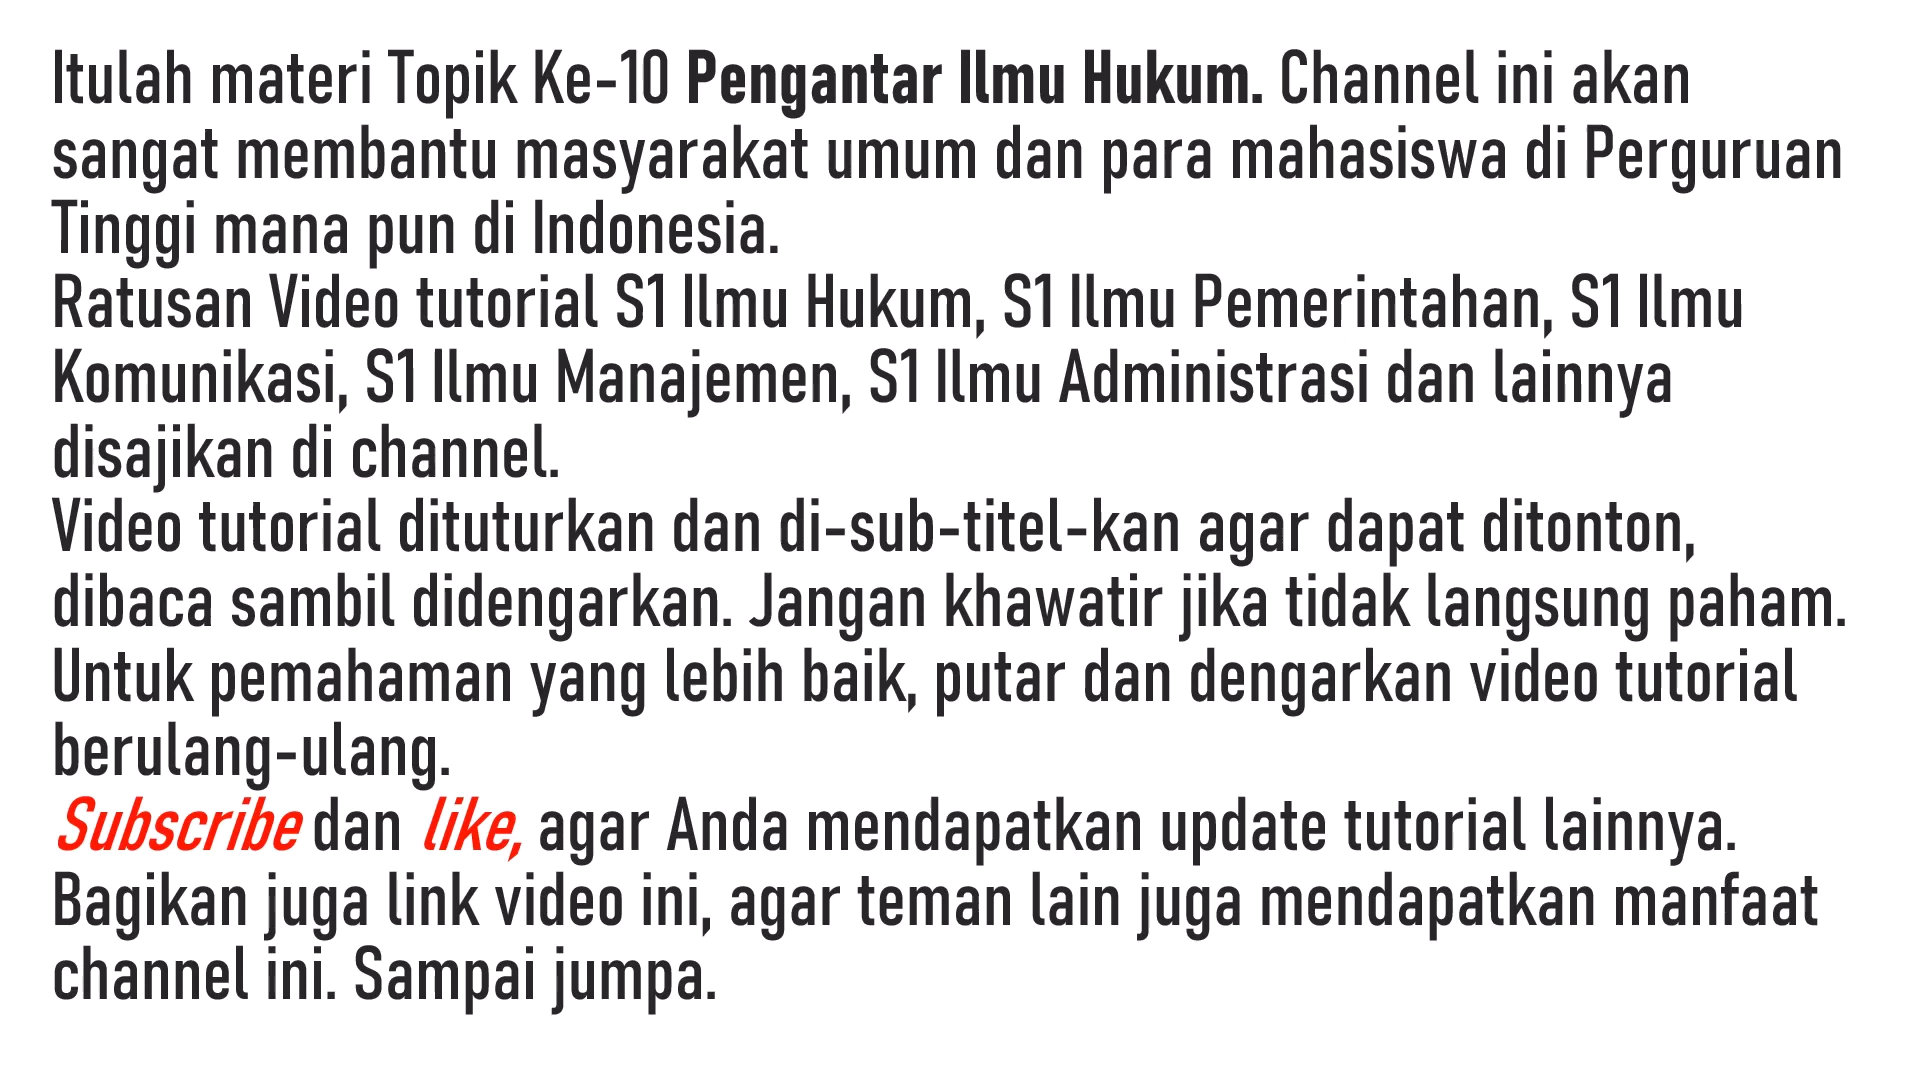 Itulah materi Topik Ke-10 Pengantar Ilmu Hukum. Channel ini akan
sangat membantu masyarakat umum dan para mahasiswa di Perguruan
Tinggi mana pun di Indonesia.
Ratusan Video tutorial S1 Ilmu Hukum, S1 Ilmu Pemerintahan, S1 Ilmu
Komunikasi, S1 Ilmu Manajemen, S1 Ilmu Administrasi dan lainnya
disajikan di channel.
Video tutorial dituturkan dan di-sub-titel-kan agar dapat ditonton,
dibaca sambil didengarkan. Jangan khawatir jika tidak langsung paham.
Untuk pemahaman yang lebih baik, putar dan dengarkan video tutorial
berulang-ulang.
Subscribe dan like, agar Anda mendapatkan update tutorial lainnya.
Bagikan juga link video ini, agar teman lain juga mendapatkan manfaat
channel ini. Sampai jumpa.